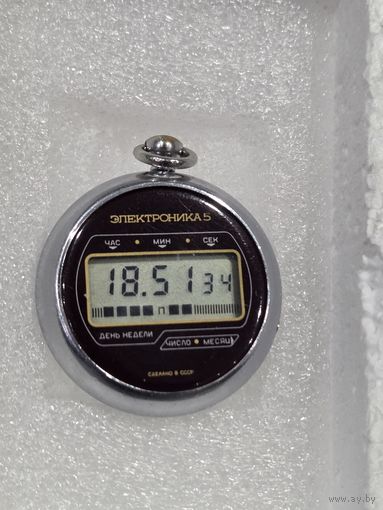 ЭЛЕКТРОНИКА 5
ЧАС • МИН • СЕК
18.51 34
П
ДЕНЬ НЕДЕЛИ
ЧИСЛО • МЕСЯЦ
СДЕЛАНО В СССР
www.ay.by